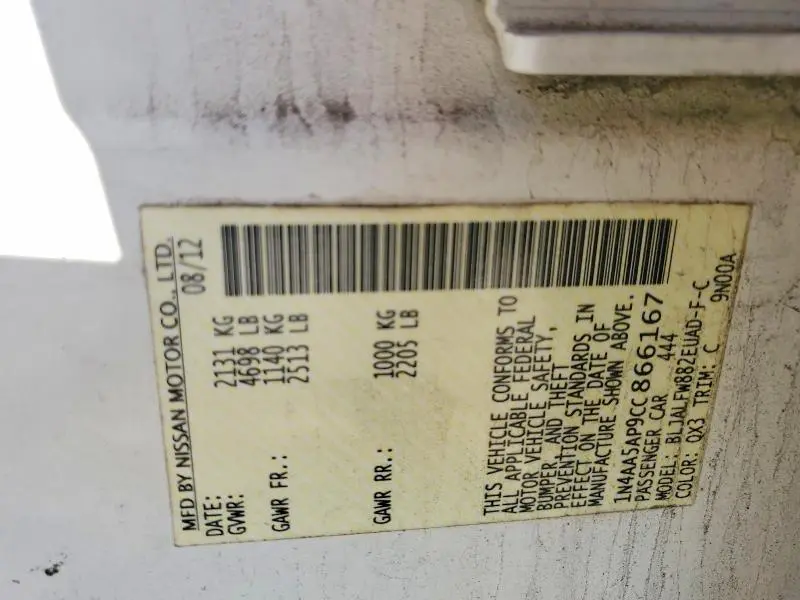 MFD BY NISSAN MOTOR CO., LTD.
DATE: 08/12
GVWR: 2131 KG
4698 LB
GAWR FR.: 1140 KG
2513 LB
GAWR RR.: 1000 KG
2205 LB
THIS VEHICLE CONFORMS TO
ALL APPLICABLE FEDERAL
MOTOR VEHICLE SAFETY,
BUMPER, AND THEFT
PREVENTION STANDARDS IN
EFFECT ON THE DATE OF
MANUFACTURE SHOWN ABOVE.
1N4AA5AP9CC866167
PASSENGER CAR 444
MODEL: BLJALFW882EUAD-F-C
COLOR: QX3 TRIM: C 9N00A